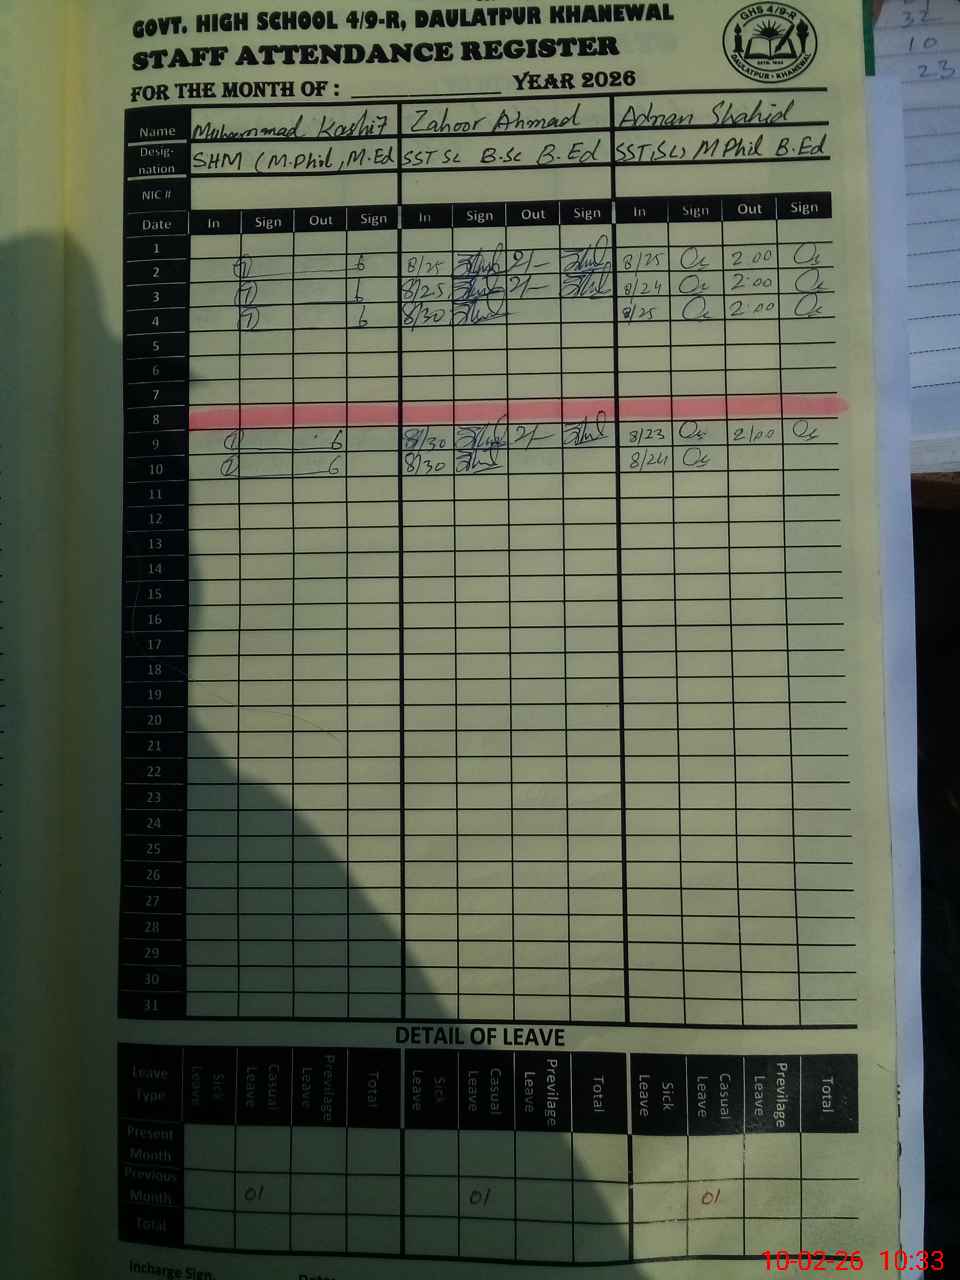 GOVT. HIGH SCHOOL 4/9-R, DAULATPUR KHANEWAL
STAFF ATTENDANCE REGISTER
FOR THE MONTH OF : ____________ YEAR 2026
GHS 4/9-R
DAULATPUR - KHANEWAL
32
10
23
Name Muhammad Kashif Zahoor Ahmad Adnan Shahid
Desig-nation SHM (M.Phil, M.Ed SST Sc B.Sc B.Ed SST(Sc) M Phil B.Ed
NIC #
Date In Sign Out Sign In Sign Out Sign In Sign Out Sign
1
2 6 8/25 2/— 8/25 2:00
3 6 8/25 2/— 8/24 2:00
4 6 8/30 8/25 2:00
5
6
7
8
9 6 8/30 2/— 8/23 2/00
10 6 8/30 8/24
11
12
13
14
15
16
17
18
19
20
21
22
23
24
25
26
27
28
29
30
31
DETAIL OF LEAVE
Leave Type Sick Leave Casual Leave Previlage Leave Total Sick Leave Casual Leave Previlage Leave Total Sick Leave Casual Leave Previlage Leave Total
Present Month
Previous Month 01 01 01
Total
Incharge Sign.
10-02-26 10:33